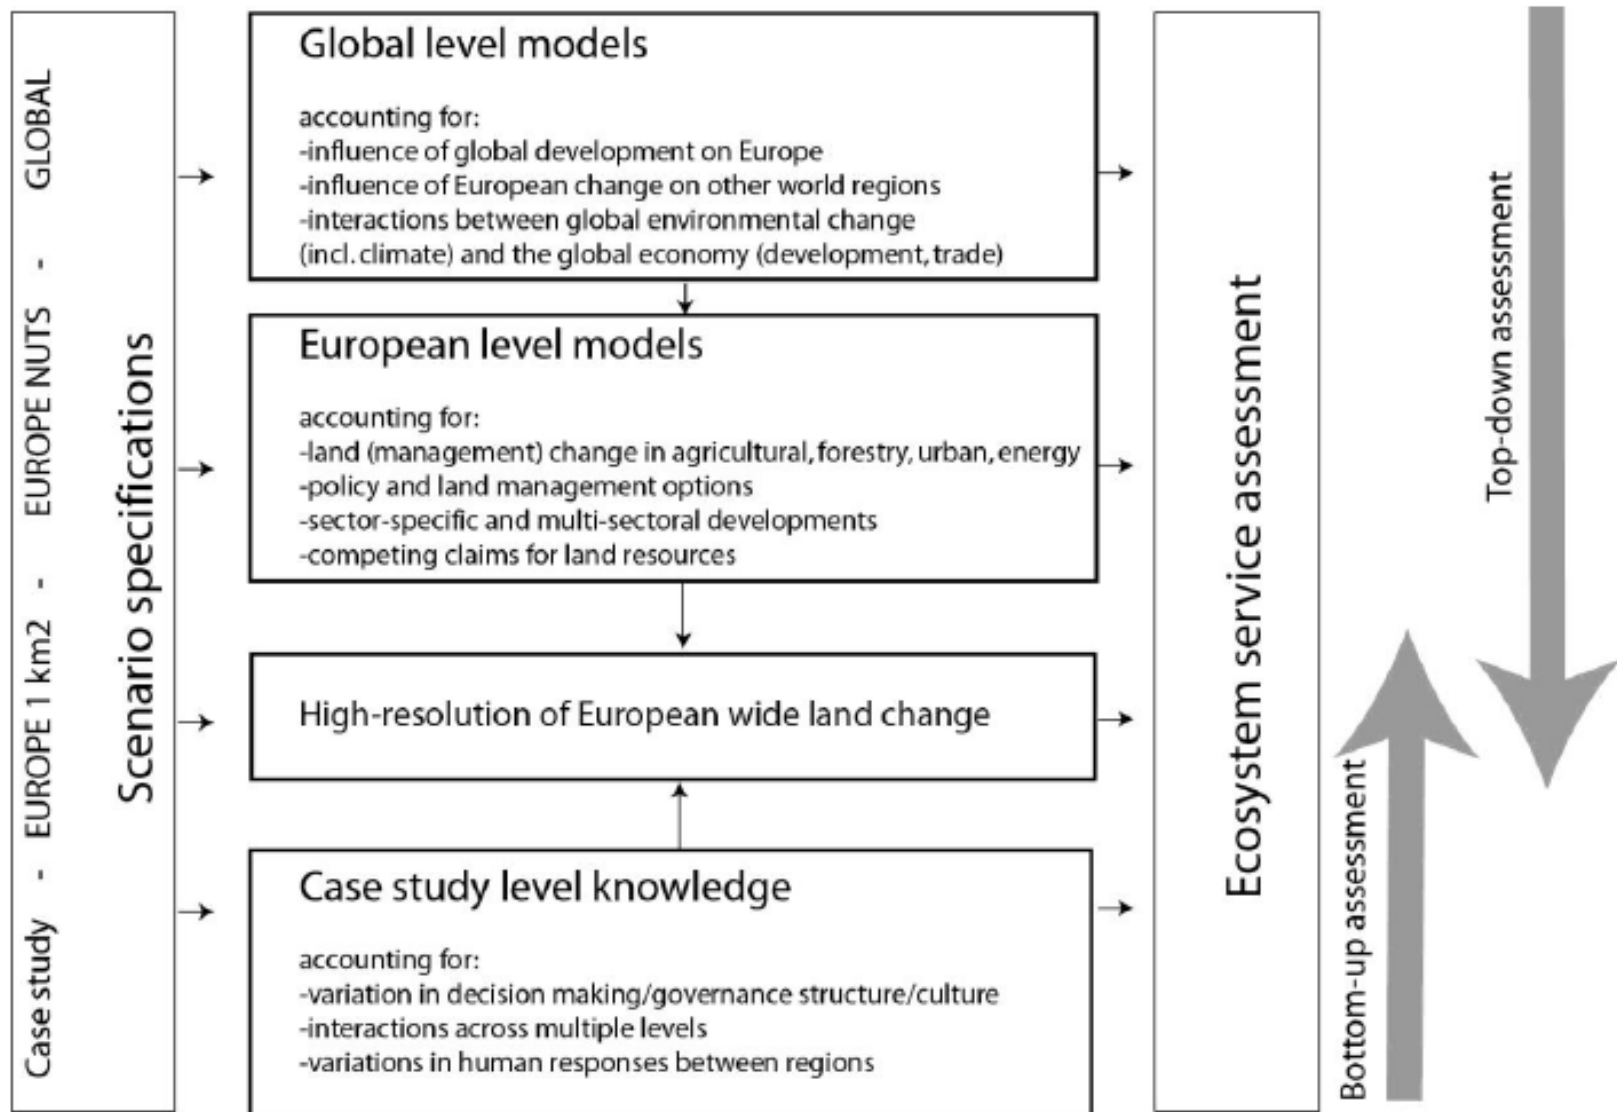 Case study - EUROPE 1 km2 - EUROPE NUTS - GLOBAL
Scenario specifications
Global level models
accounting for:
-influence of global development on Europe
-influence of European change on other world regions
-interactions between global environmental change
(incl. climate) and the global economy (development, trade)
European level models
accounting for:
-land (management) change in agricultural, forestry, urban, energy
-policy and land management options
-sector-specific and multi-sectoral developments
-competing claims for land resources
High-resolution of European wide land change
Case study level knowledge
accounting for:
-variation in decision making/governance structure/culture
-interactions across multiple levels
-variations in human responses between regions
Ecosystem service assessment
Bottom-up assessment
Top-down assessment